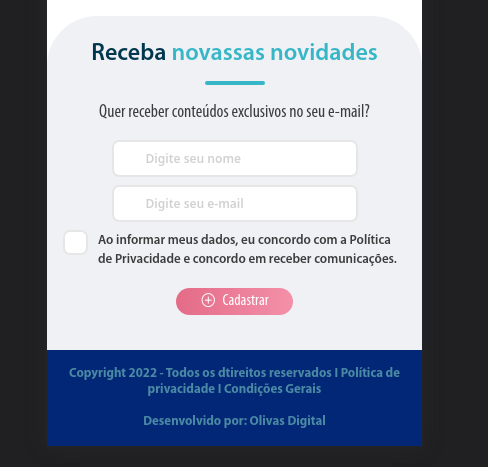 Receba novassas novidades
Quer receber conteúdos exclusivos no seu e-mail?
Digite seu nome
Digite seu e-mail
Ao informar meus dados, eu concordo com a Política
de Privacidade e concordo em receber comunicações.
Cadastrar
Copyright 2022 - Todos os dtireitos reservados I Política de
privacidade I Condições Gerais
Desenvolvido por: Olivas Digital